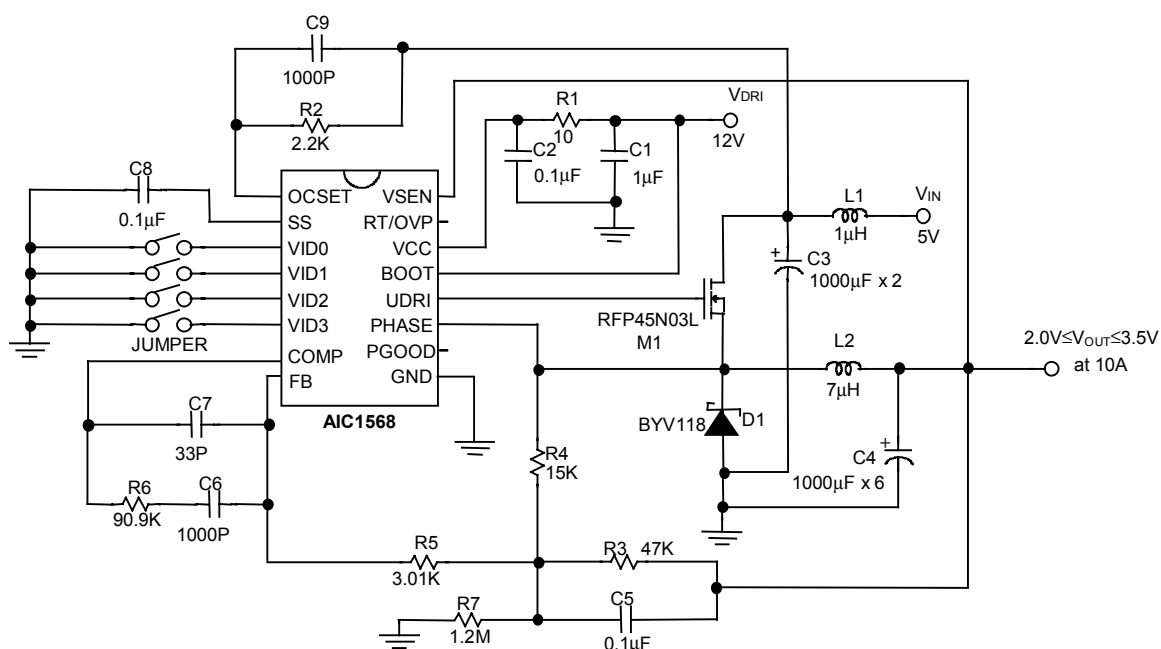 C9
1000P
R2
2.2K
V_DRI
R1
10
12V
C2
0.1μF
C1
1μF
C8
0.1μF
OCSET
VSEN
SS
RT/OVP
VID0
VCC
VID1
BOOT
VID2
UDRI
VID3
PHASE
JUMPER
COMP
PGOOD
FB
GND
AIC1568
L1
1μH
V_IN
5V
+
C3
1000μF x 2
RFP45N03L
M1
L2
7μH
2.0V≤V_OUT≤3.5V
at 10A
BYV118
D1
+
C4
1000μF x 6
C7
33P
R4
15K
R6
90.9K
C6
1000P
R5
3.01K
R3
47K
R7
1.2M
C5
0.1μF